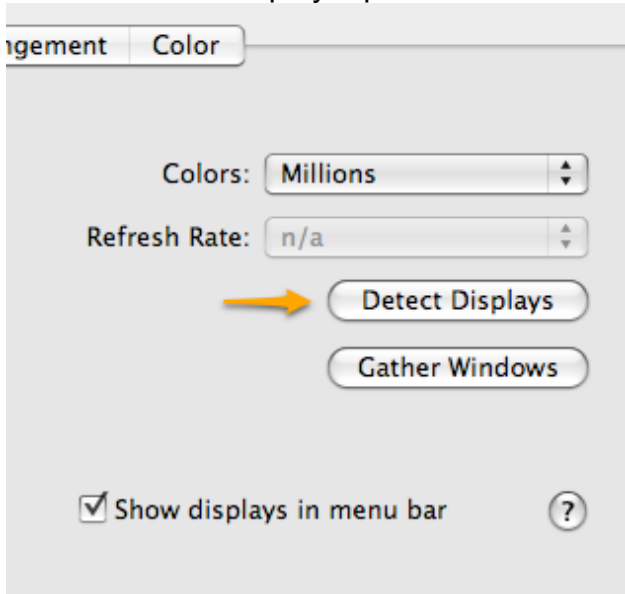 ngement Color
Colors: Millions
Refresh Rate: n/a
Detect Displays
Gather Windows
Show displays in menu bar ?